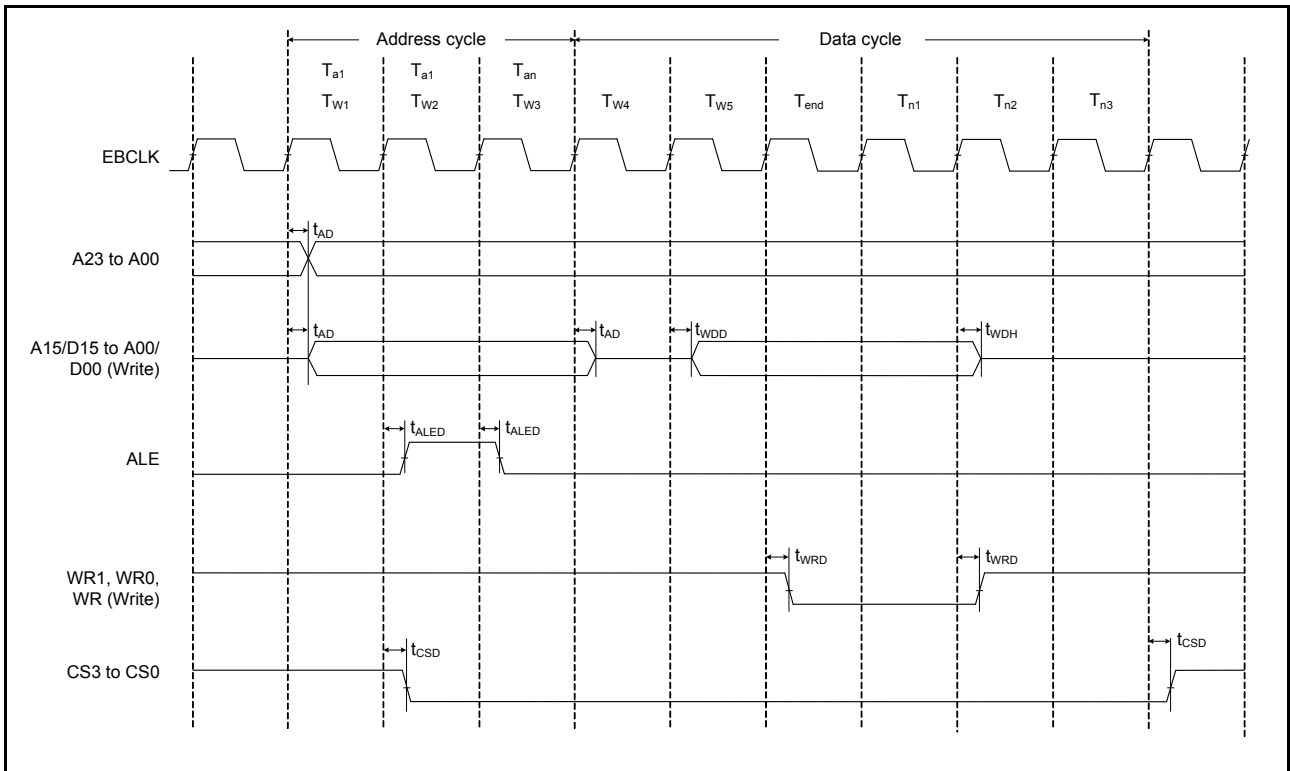 Address cycle Data cycle
Ta1 Ta1 Tan
TW1 TW2 TW3 TW4 TW5 Tend Tn1 Tn2 Tn3
EBCLK
tAD
A23 to A00
tAD tAD tWDD tWDH
A15/D15 to A00/
D00 (Write)
tALED tALED
ALE
tWRD tWRD
WR1, WR0,
WR (Write)
tCSD tCSD
CS3 to CS0